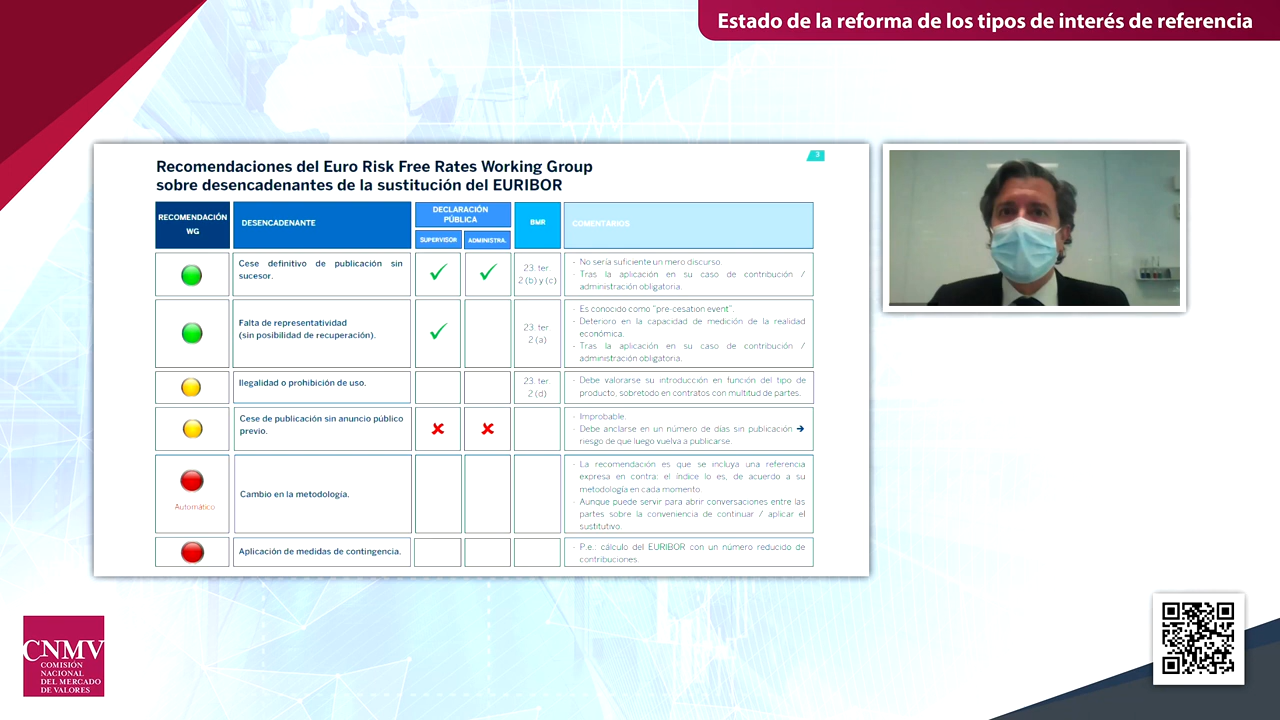 Estado de la reforma de los tipos de interés de referencia
3
Recomendaciones del Euro Risk Free Rates Working Group
sobre desencadenantes de la sustitución del EURIBOR
RECOMENDACIÓN
WG
DESENCADENANTE
DECLARACIÓN
PÚBLICA
SUPERVISOR
ADMINISTRA.
BMR
COMENTARIOS
Cese definitivo de publicación sin
sucesor.
23. ter.
2 (b) y (c)
- No sería suficiente un mero discurso.
- Tras la aplicación en su caso de contribución /
administración obligatoria.
Falta de representatividad
(sin posibilidad de recuperación).
23. ter
2 (a)
- Es conocido como "pre-cesation event".
- Deterioro en la capacidad de medición de la realidad
económica.
- Tras la aplicación en su caso de contribución /
administración obligatoria.
Ilegalidad o prohibición de uso.
23. ter.
2 (d)
- Debe valorarse su introducción en función del tipo de
producto, sobretodo en contratos con multitud de partes.
Cese de publicación sin anuncio público
previo.
- Improbable.
- Debe anclarse en un número de días sin publicación ➔
riesgo de que luego vuelva a publicarse.
Automático
Cambio en la metodología.
- La recomendación es que se incluya una referencia
expresa en contra: el índice lo es, de acuerdo a su
metodología en cada momento
- Aunque puede servir para abrir conversaciones entre las
partes sobre la conveniencia de continuar / aplicar el
sustitutivo.
Aplicación de medidas de contingencia.
- P.e.: cálculo del EURIBOR con un número reducido de
contribuciones.
CNMV
COMISIÓN
NACIONAL
DEL MERCADO
DE VALORES